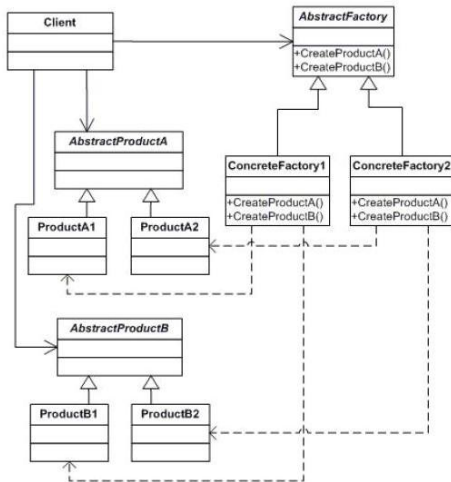 Client
AbstractFactory
+CreateProductA()
+CreateProductB()
AbstractProductA
ConcreteFactory1
+CreateProductA()
+CreateProductB()
ConcreteFactory2
+CreateProductA()
+CreateProductB()
ProductA1
ProductA2
AbstractProductB
ProductB1
ProductB2